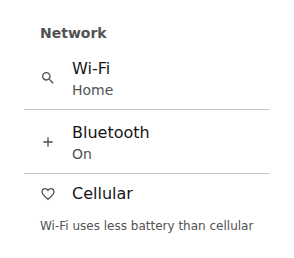 Network
Wi-Fi
Home
Bluetooth
On
Cellular
Wi-Fi uses less battery than cellular